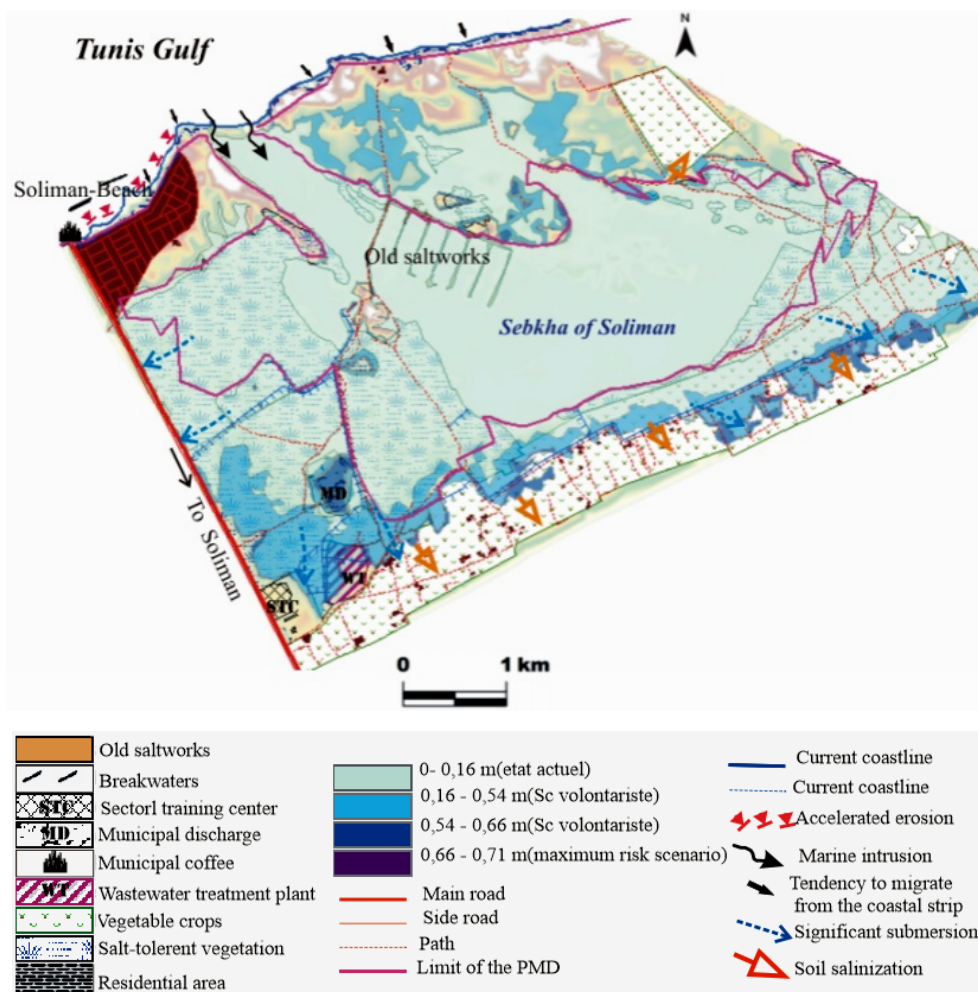 Tunis Gulf
N
Soliman-Beach
Old saltworks
Sebkha of Soliman
MD
To Soliman
WT
STC
0
1 km
Old saltworks
Breakwaters
STC
Sectorl training center
MD
Municipal discharge
Municipal coffee
WT
Wastewater treatment plant
Vegetable crops
Salt-tolerent vegetation
Residential area
0- 0,16 m(etat actuel)
0,16 - 0,54 m(Sc volontariste)
0,54 - 0,66 m(Sc volontariste)
0,66 - 0,71 m(maximum risk scenario)
Main road
Side road
Path
Limit of the PMD
Current coastline
Current coastline
Accelerated erosion
Marine intrusion
Tendency to migrate
from the coastal strip
Significant submersion
Soil salinization